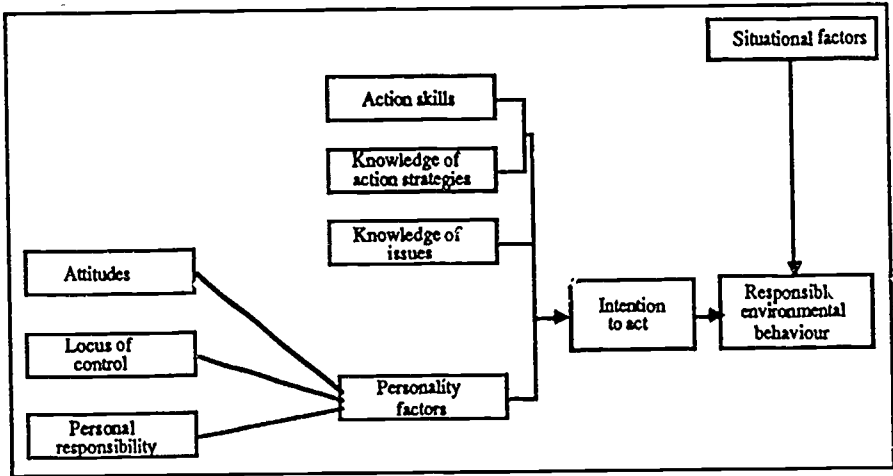 Situational factors
Action skills
Knowledge of
action strategies
Knowledge of
issues
Attitudes
Locus of
control
Personal
responsibility
Personality
factors
Intention
to act
Responsible
environmental
behaviour